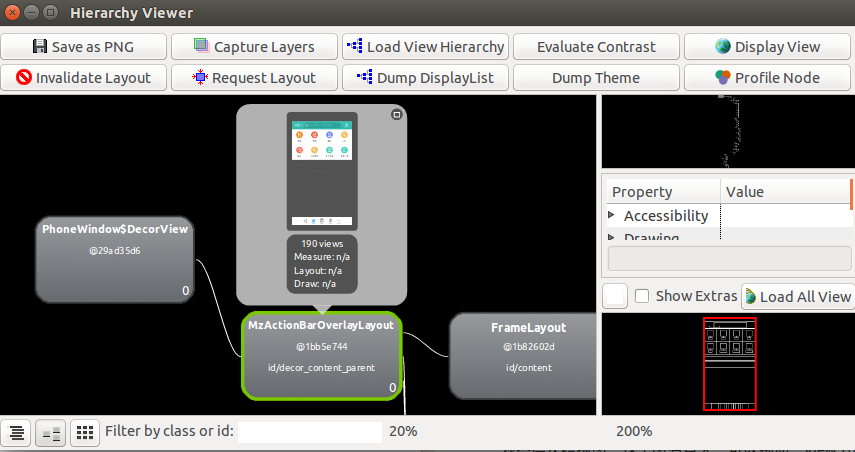 Hierarchy Viewer
Save as PNG
Capture Layers
Load View Hierarchy
Evaluate Contrast
Display View
Invalidate Layout
Request Layout
Dump DisplayList
Dump Theme
Profile Node
190 views
Measure: n/a
Layout: n/a
Draw: n/a
PhoneWindow$DecorView
@29ad35d6
0
MzActionBarOverlayLayout
@1bb5e744
id/decor_content_parent
0
FrameLayout
@1b82602d
id/content
Property Value
Accessibility
Drawing
Show Extras
Load All View
Filter by class or id:
20%
200%